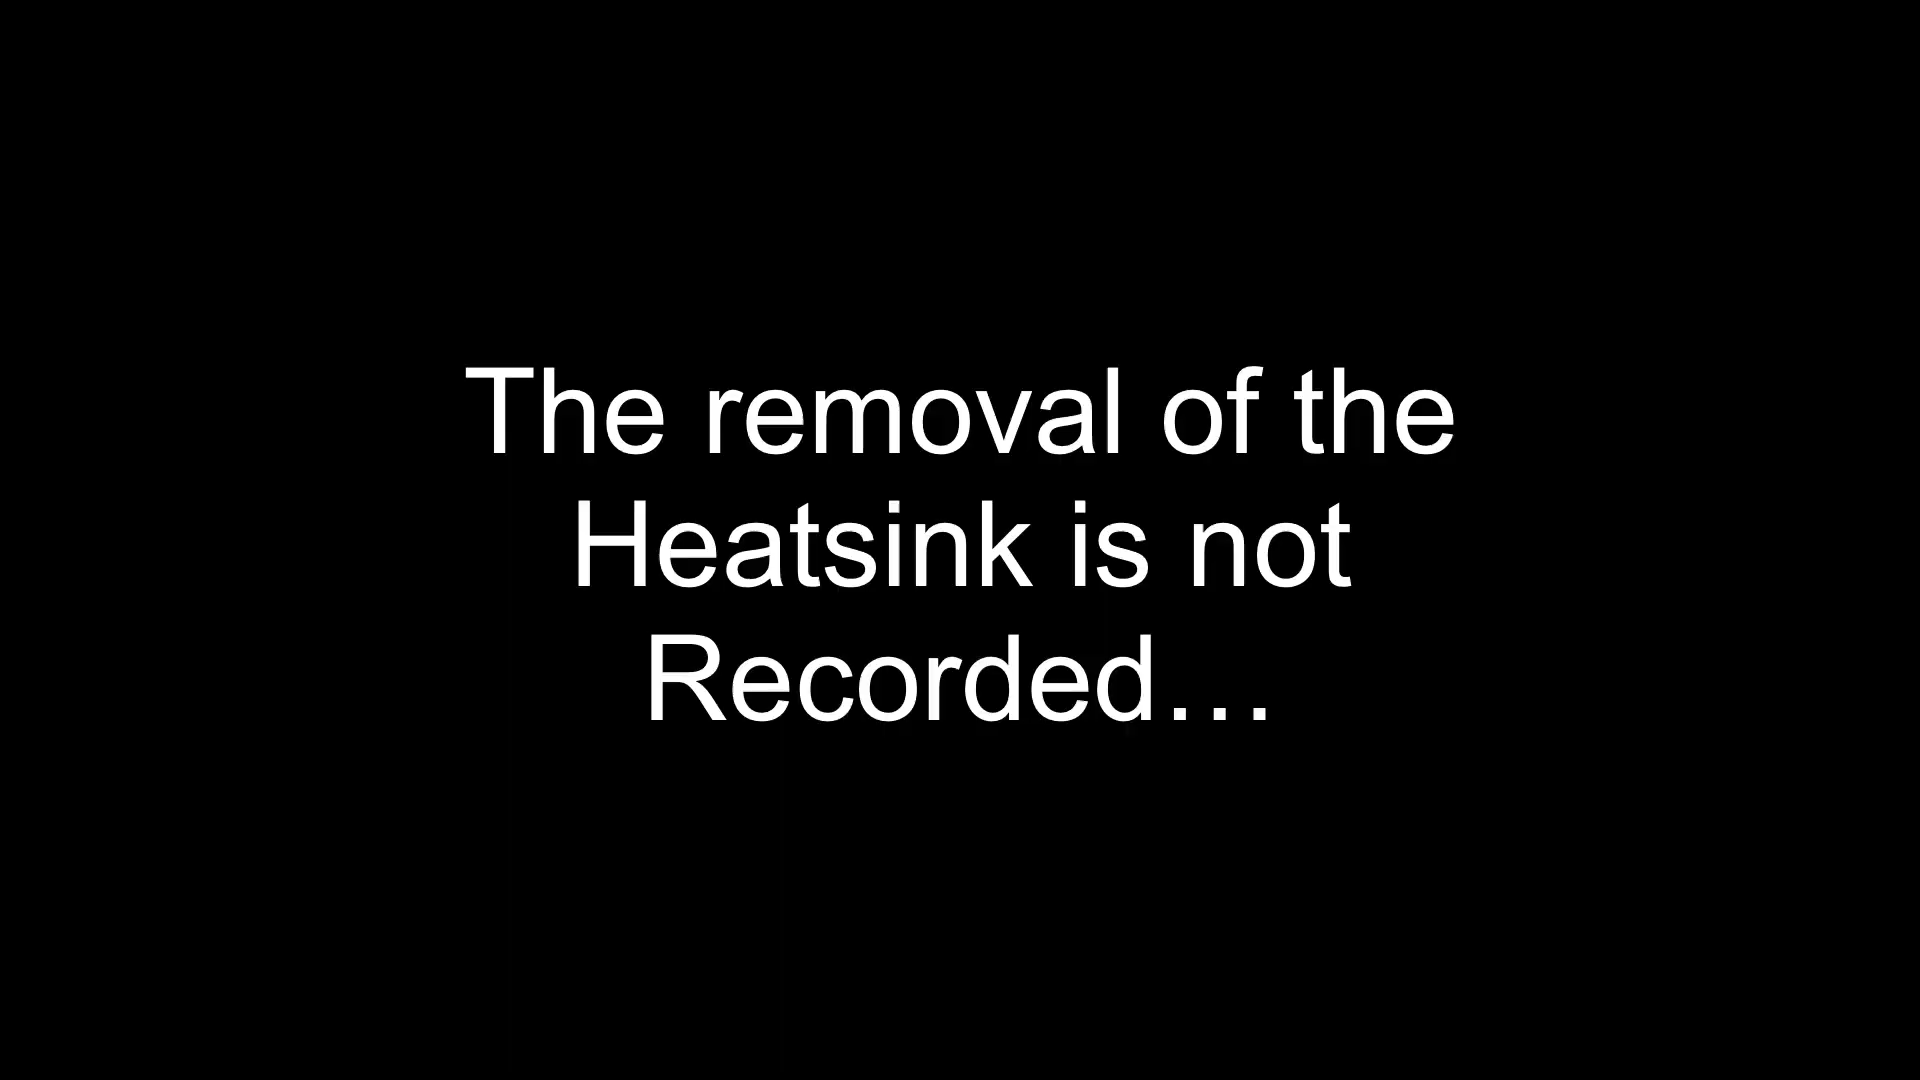 The removal of the
Heatsink is not
Recorded…